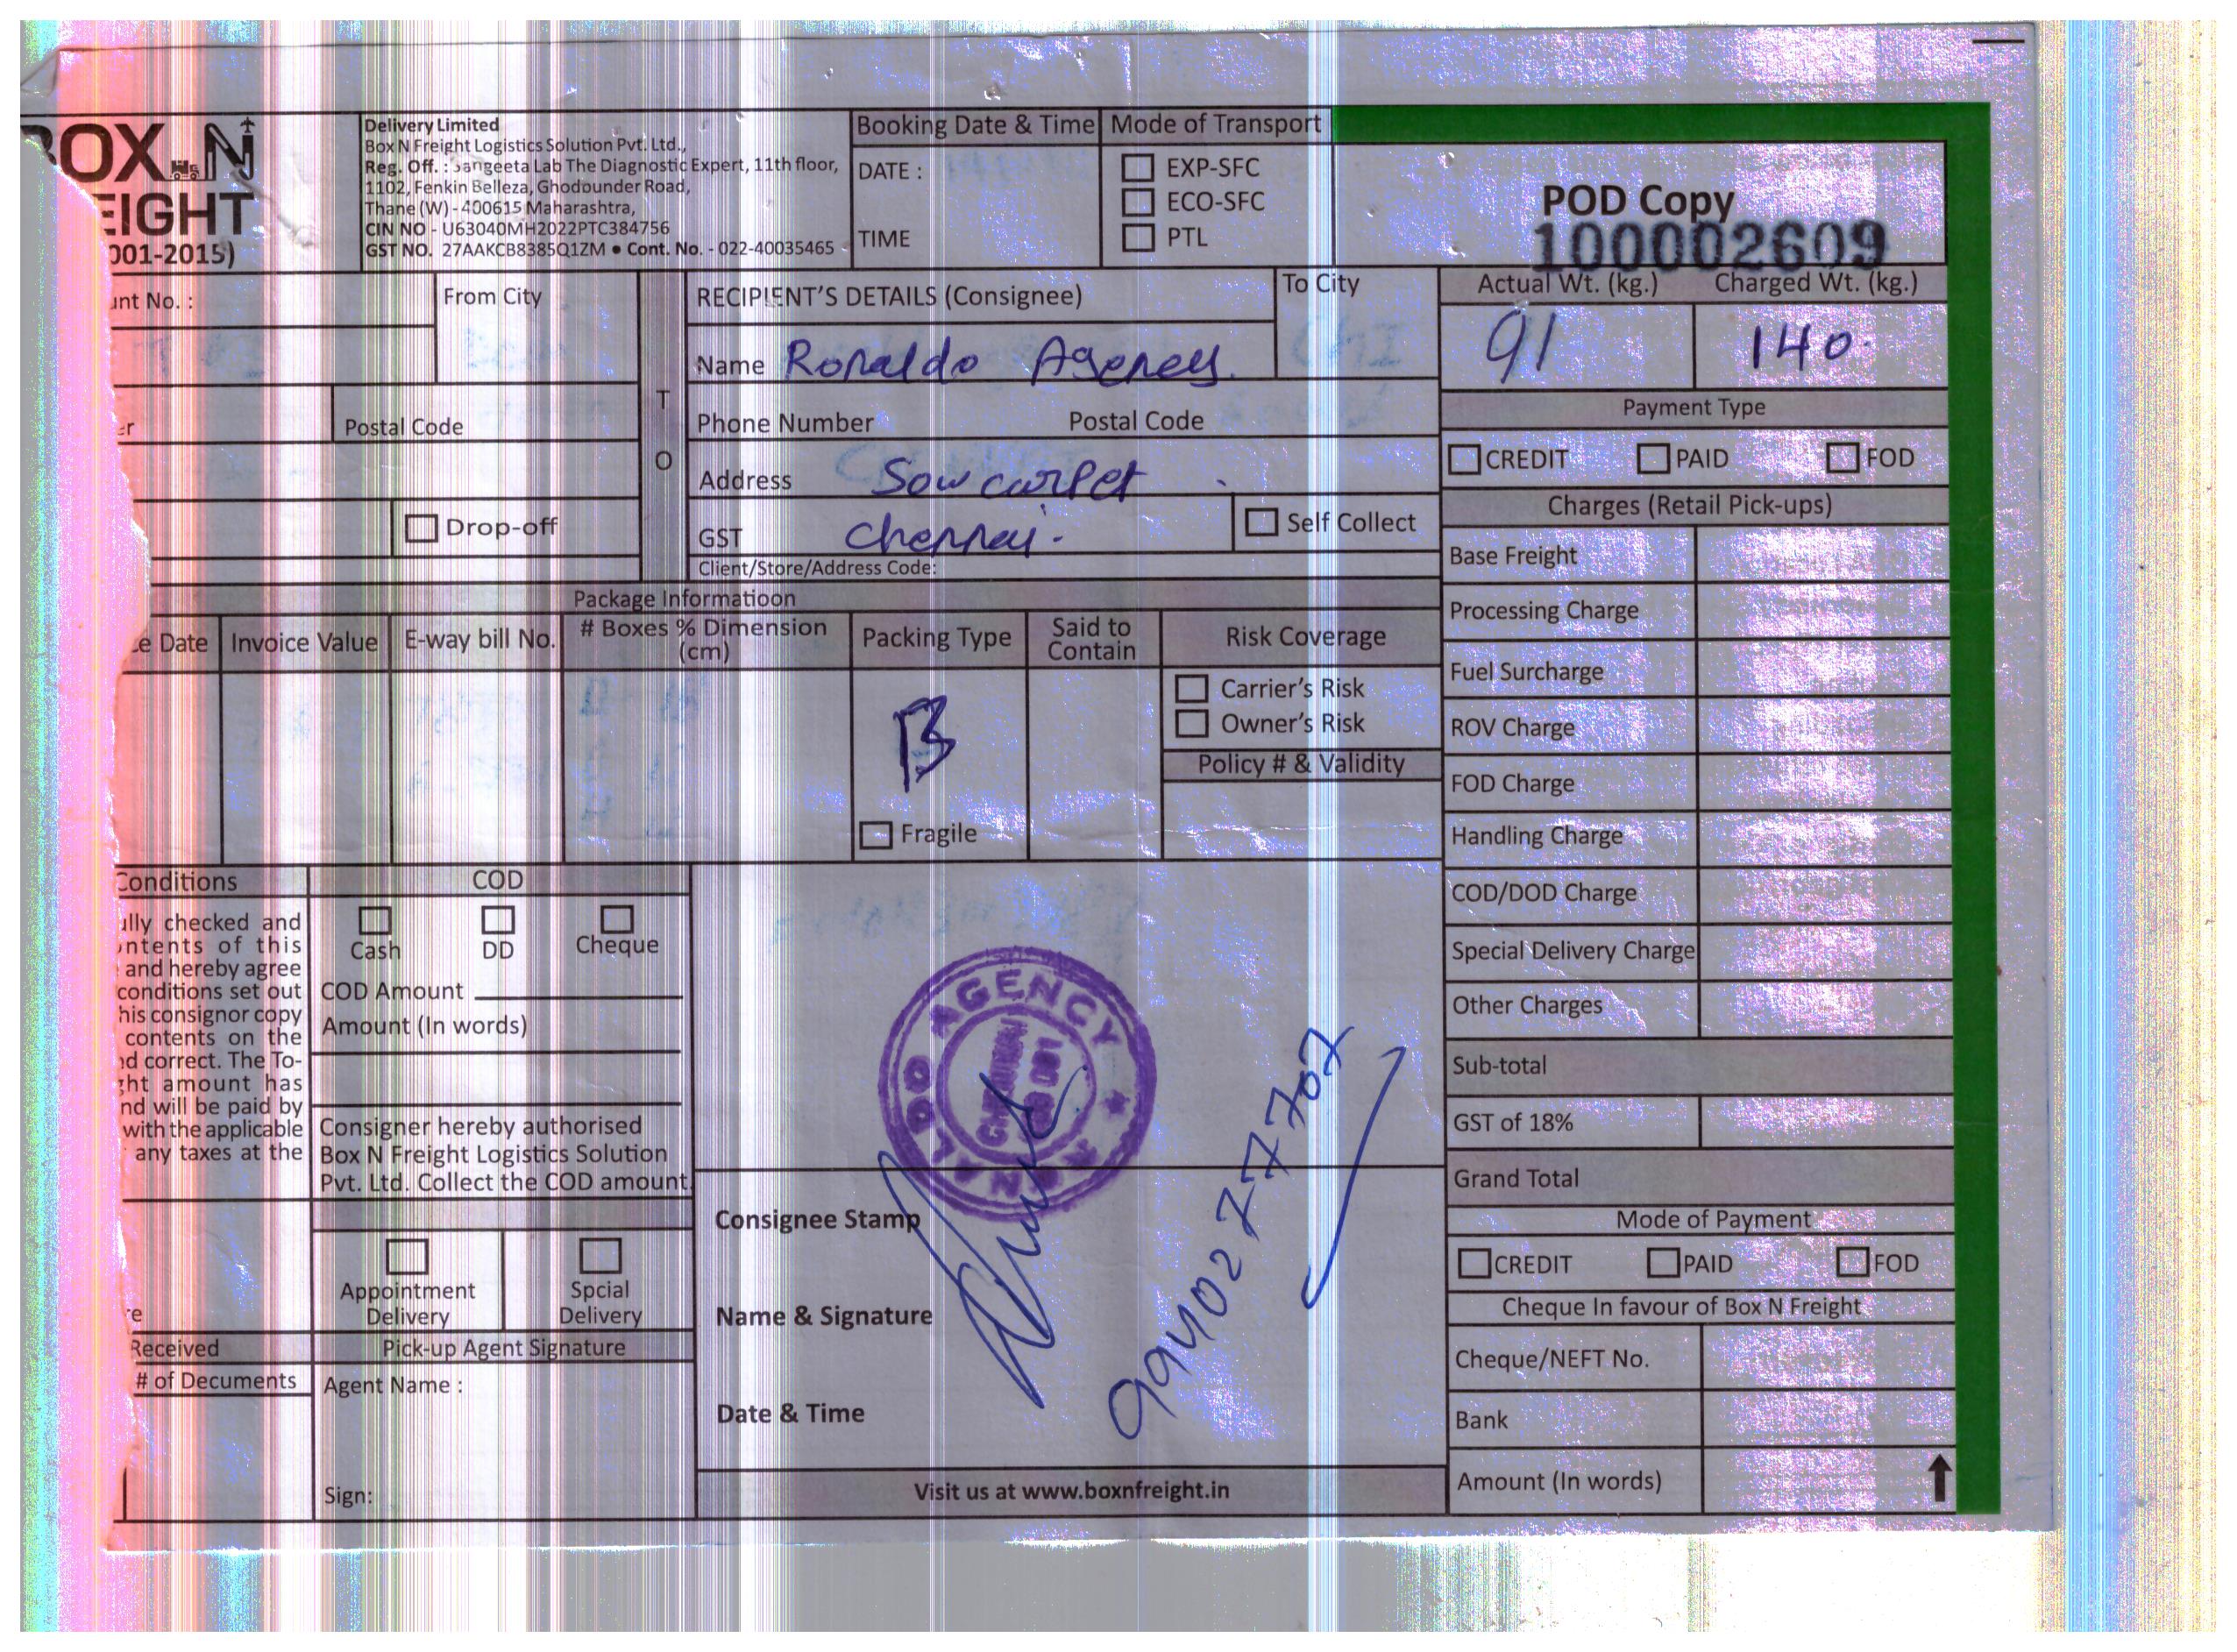 BOX N
EIGHT
001-2015)
Delivery Limited
Box N Freight Logistics Solution Pvt. Ltd.,
Reg. Off. : Sangeeta Lab The Diagnostic Expert, 11th floor,
1102, Fenkin Belleza, Ghodounder Road,
Thane (W) - 400615 Maharashtra,
CIN NO - U63040MH2022PTC384756
GST NO. 27AAKCB8385Q1ZM • Cont. No. - 022-40035465
Booking Date & Time
DATE :
TIME
Mode of Transport
EXP-SFC
ECO-SFC
PTL
POD Copy
100002609
nt No. :
From City
RECIPIENT'S DETAILS (Consignee)
To City
Actual Wt. (kg.) Charged Wt. (kg.)
Name Ronaldo Agency.
91 140.
er
Postal Code
T
O
Phone Number Postal Code
Payment Type
CREDIT PAID FOD
Address Sow carpet
GST Chennai.
Drop-off
Self Collect
Client/Store/Address Code:
Charges (Retail Pick-ups)
Base Freight
Processing Charge
Fuel Surcharge
ROV Charge
FOD Charge
Handling Charge
COD/DOD Charge
Special Delivery Charge
Other Charges
Sub-total
GST of 18%
Grand Total
Package Informatioon
e Date Invoice Value E-way bill No. # Boxes % Dimension (cm) Packing Type Said to Contain Risk Coverage
B
Carrier's Risk
Owner's Risk
Policy # & Validity
Fragile
Conditions
lly checked and
ntents of this
and hereby agree
conditions set out
his consignor copy
contents on the
d correct. The To-
ght amount has
nd will be paid by
with the applicable
any taxes at the
COD
Cash DD Cheque
COD Amount
Amount (In words)
Consigner hereby authorised
Box N Freight Logistics Solution
Pvt. Ltd. Collect the COD amount.
Appointment Delivery
Spcial Delivery
e
Received
# of Decuments
Pick-up Agent Signature
Agent Name :
Sign:
ALDO AGENCY
Consignee Stamp
Name & Signature
9940277707
Date & Time
Visit us at www.boxnfreight.in
Mode of Payment
CREDIT PAID FOD
Cheque In favour of Box N Freight
Cheque/NEFT No.
Bank
Amount (In words)